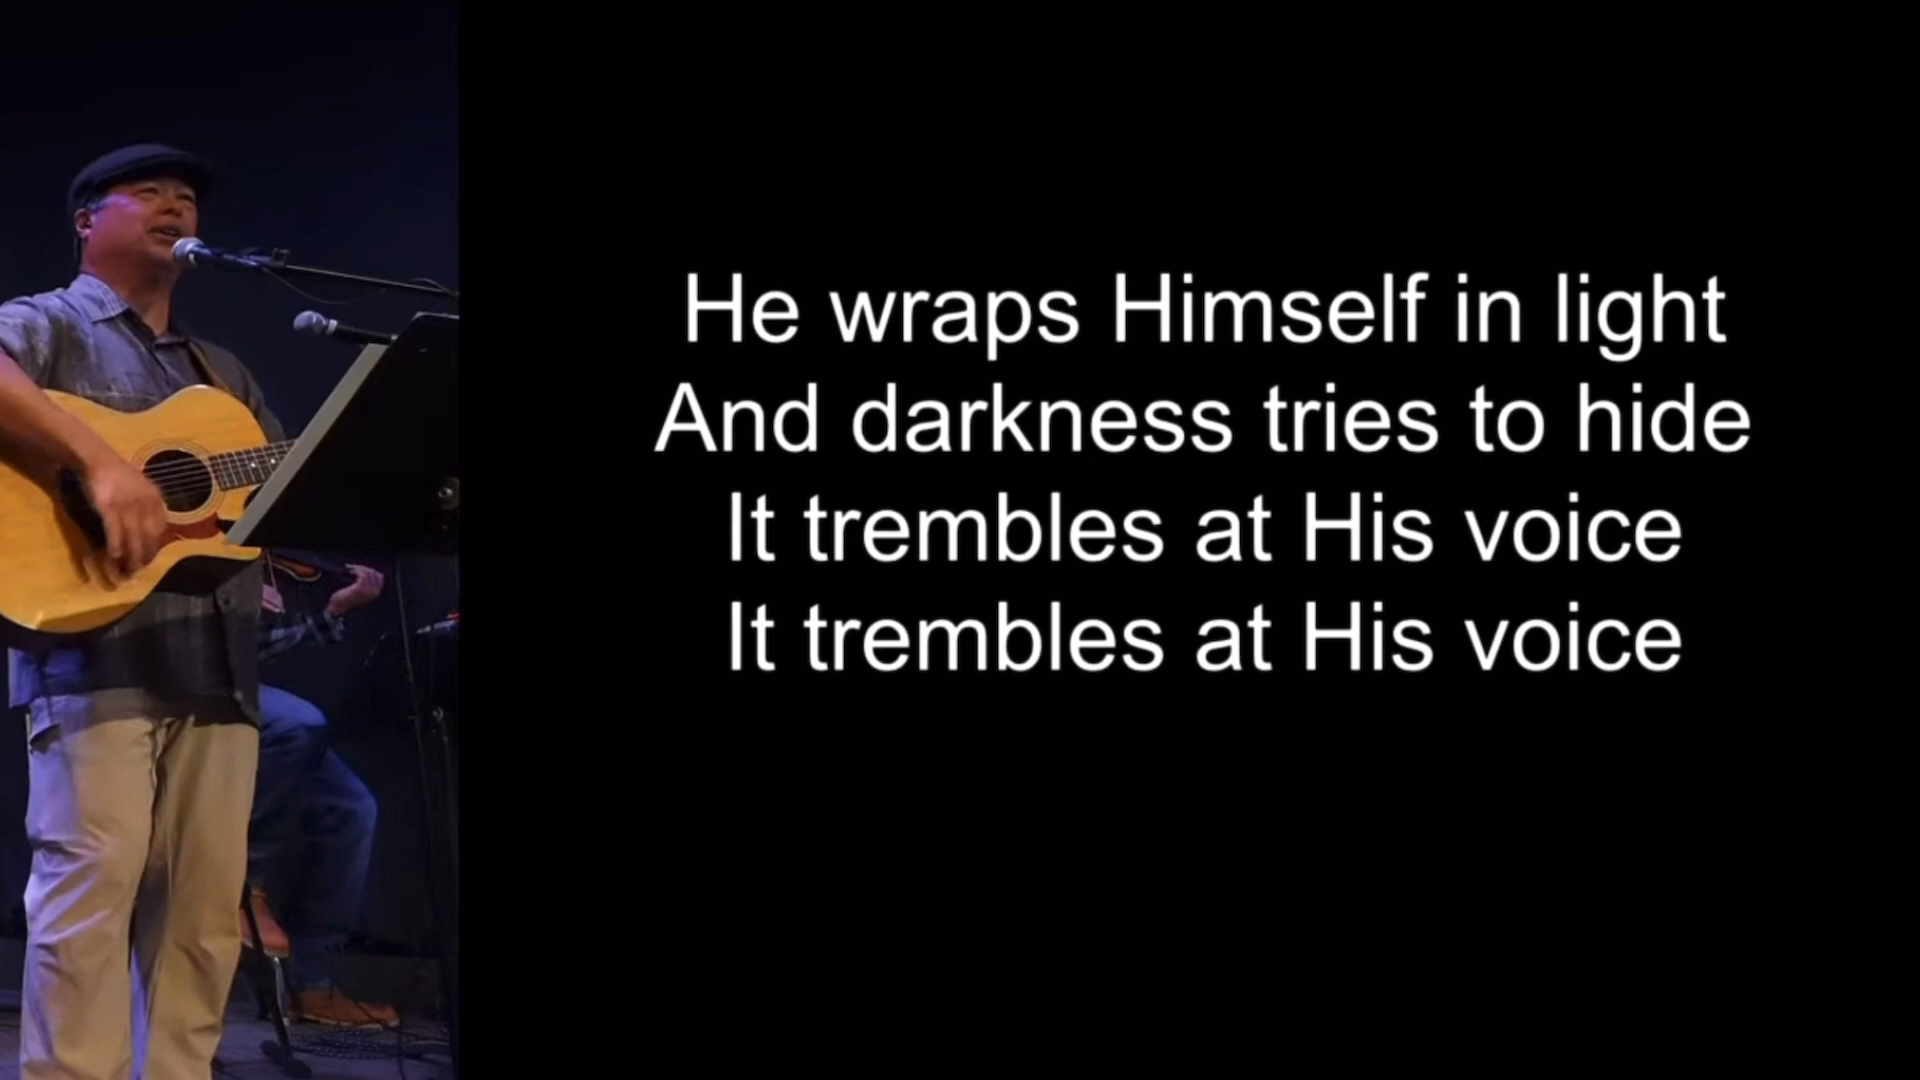 He wraps Himself in light
And darkness tries to hide
It trembles at His voice
It trembles at His voice